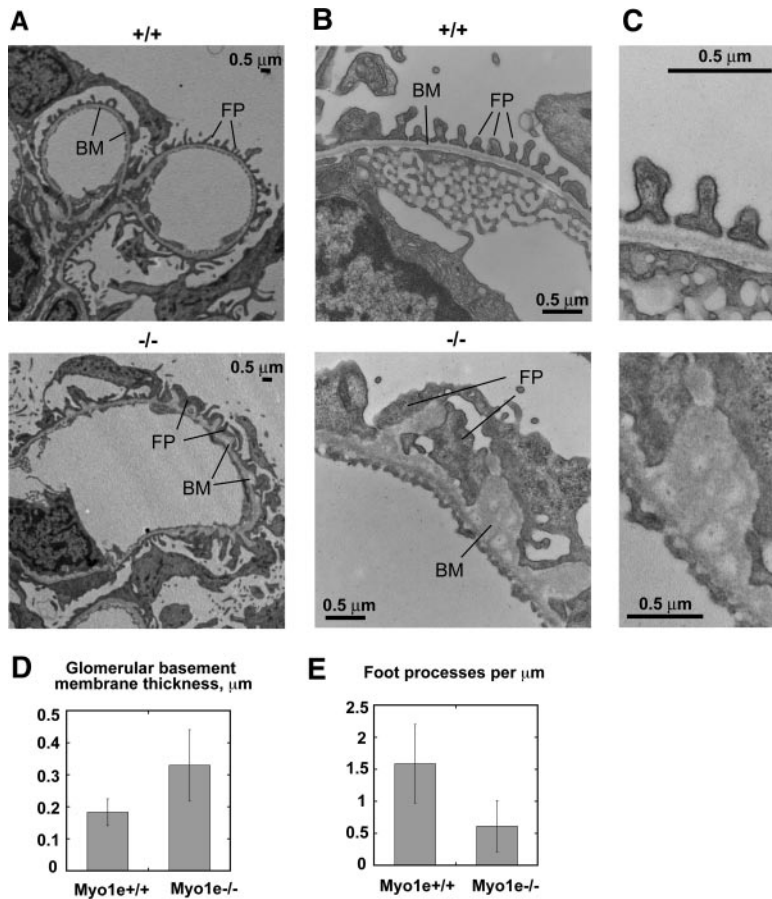 A
+/+
0.5 μm
FP
BM
B
+/+
BM
FP
0.5 μm
C
0.5 μm
-/-
0.5 μm
FP
BM
-/-
FP
BM
0.5 μm
0.5 μm
D
Glomerular basement
membrane thickness, μm
0.5
0.4
0.3
0.2
0.1
0
Myo1e+/+ Myo1e-/-
E
Foot processes per μm
2.5
2
1.5
1
0.5
0
Myo1e+/+ Myo1e-/-